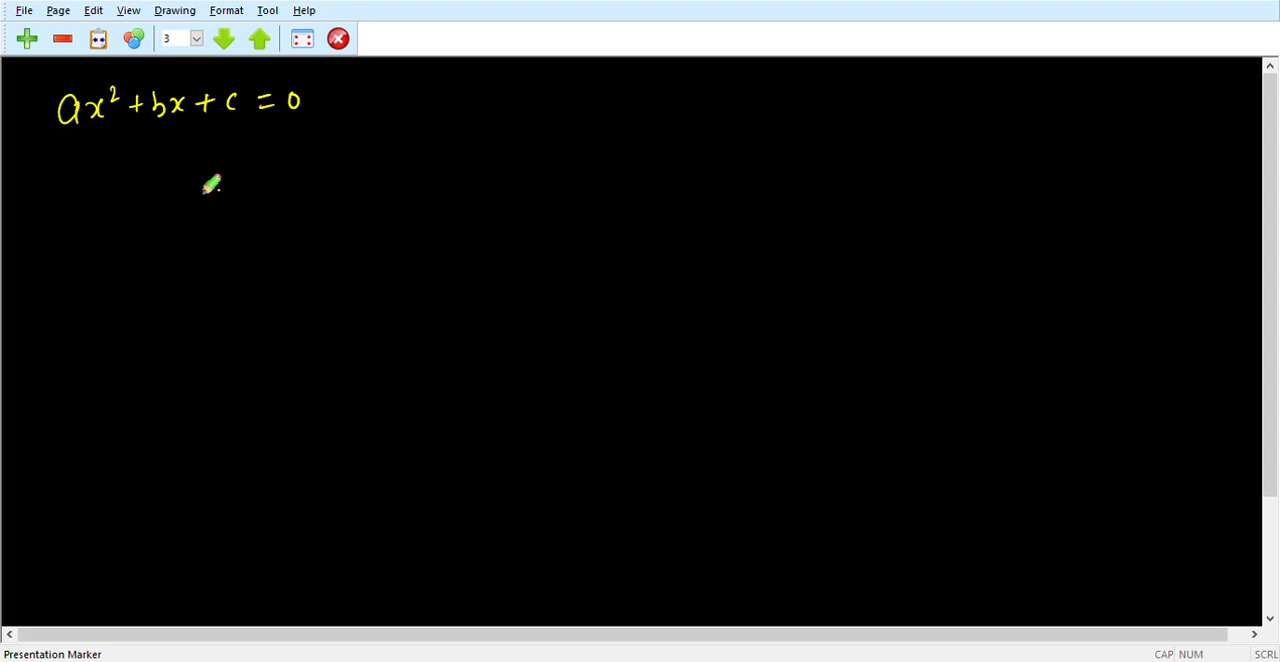 File Page Edit View Drawing Format Tool Help
3
ax² + bx + c = 0
Presentation Marker CAP NUM SCRL